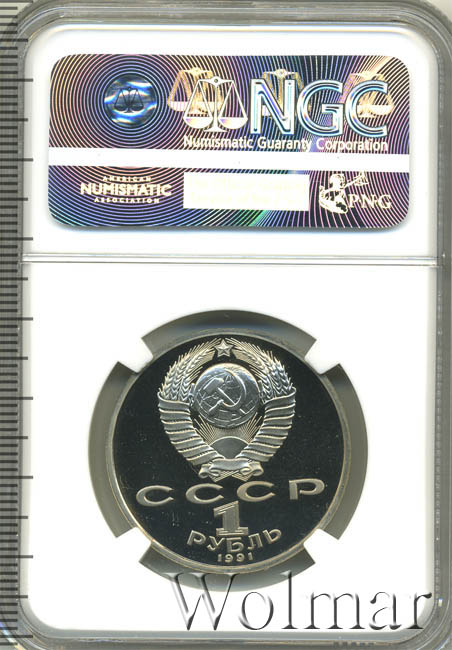 NGC
Numismatic Guaranty Corporation
AMERICAN
NUMISMATIC
ASSOCIATION
PNG
СССР
1
РУБЛЬ
1991
Wolmar